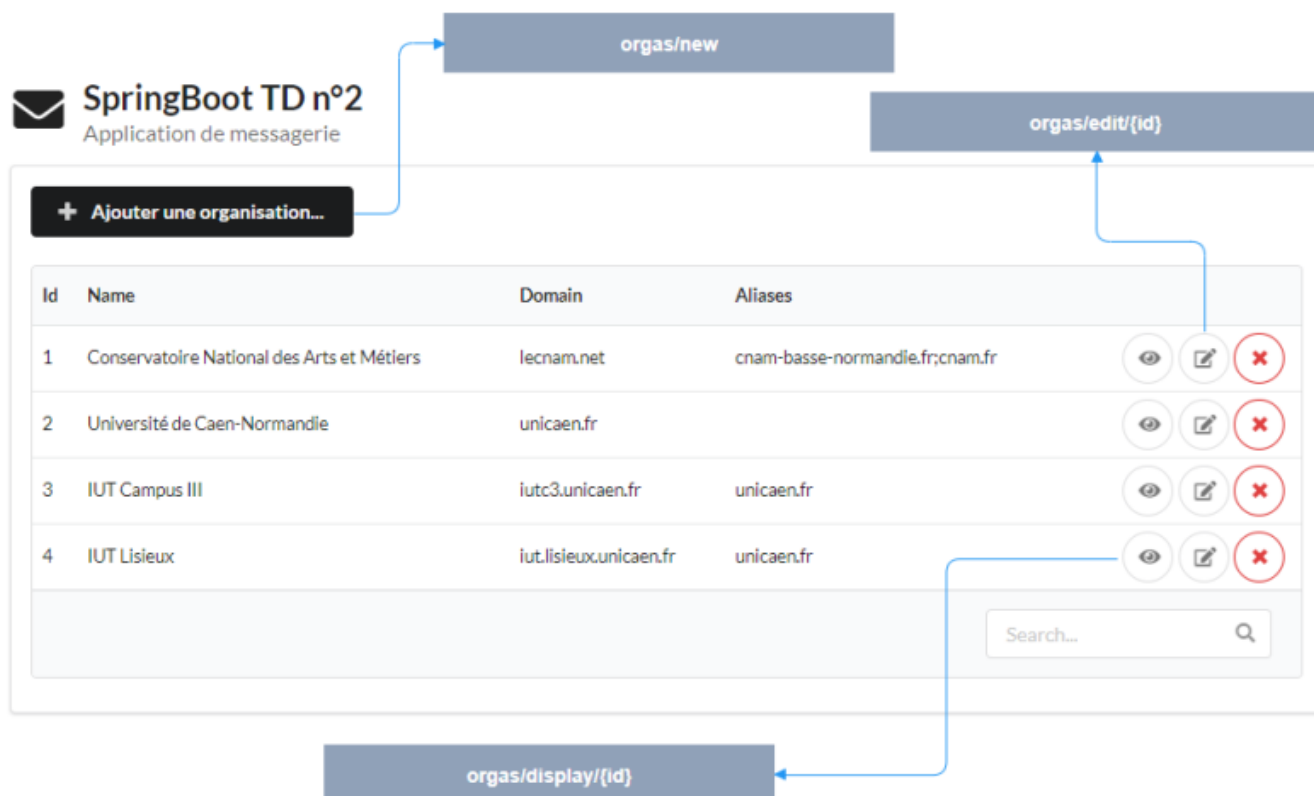 orgas/new
SpringBoot TD n°2
Application de messagerie
orgas/edit/{id}
Ajouter une organisation...
Id Name Domain Aliases
1 Conservatoire National des Arts et Métiers lecnam.net cnam-basse-normandie.fr;cnam.fr
2 Université de Caen-Normandie unicaen.fr
3 IUT Campus III iutc3.unicaen.fr unicaen.fr
4 IUT Lisieux iut.lisieux.unicaen.fr unicaen.fr
Search...
orgas/display/{id}